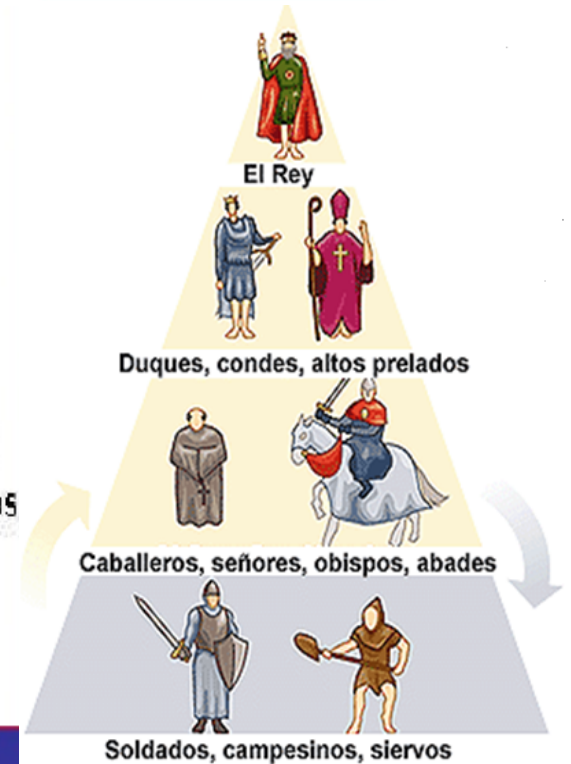 El Rey
Duques, condes, altos prelados
Caballeros, señores, obispos, abades
Soldados, campesinos, siervos